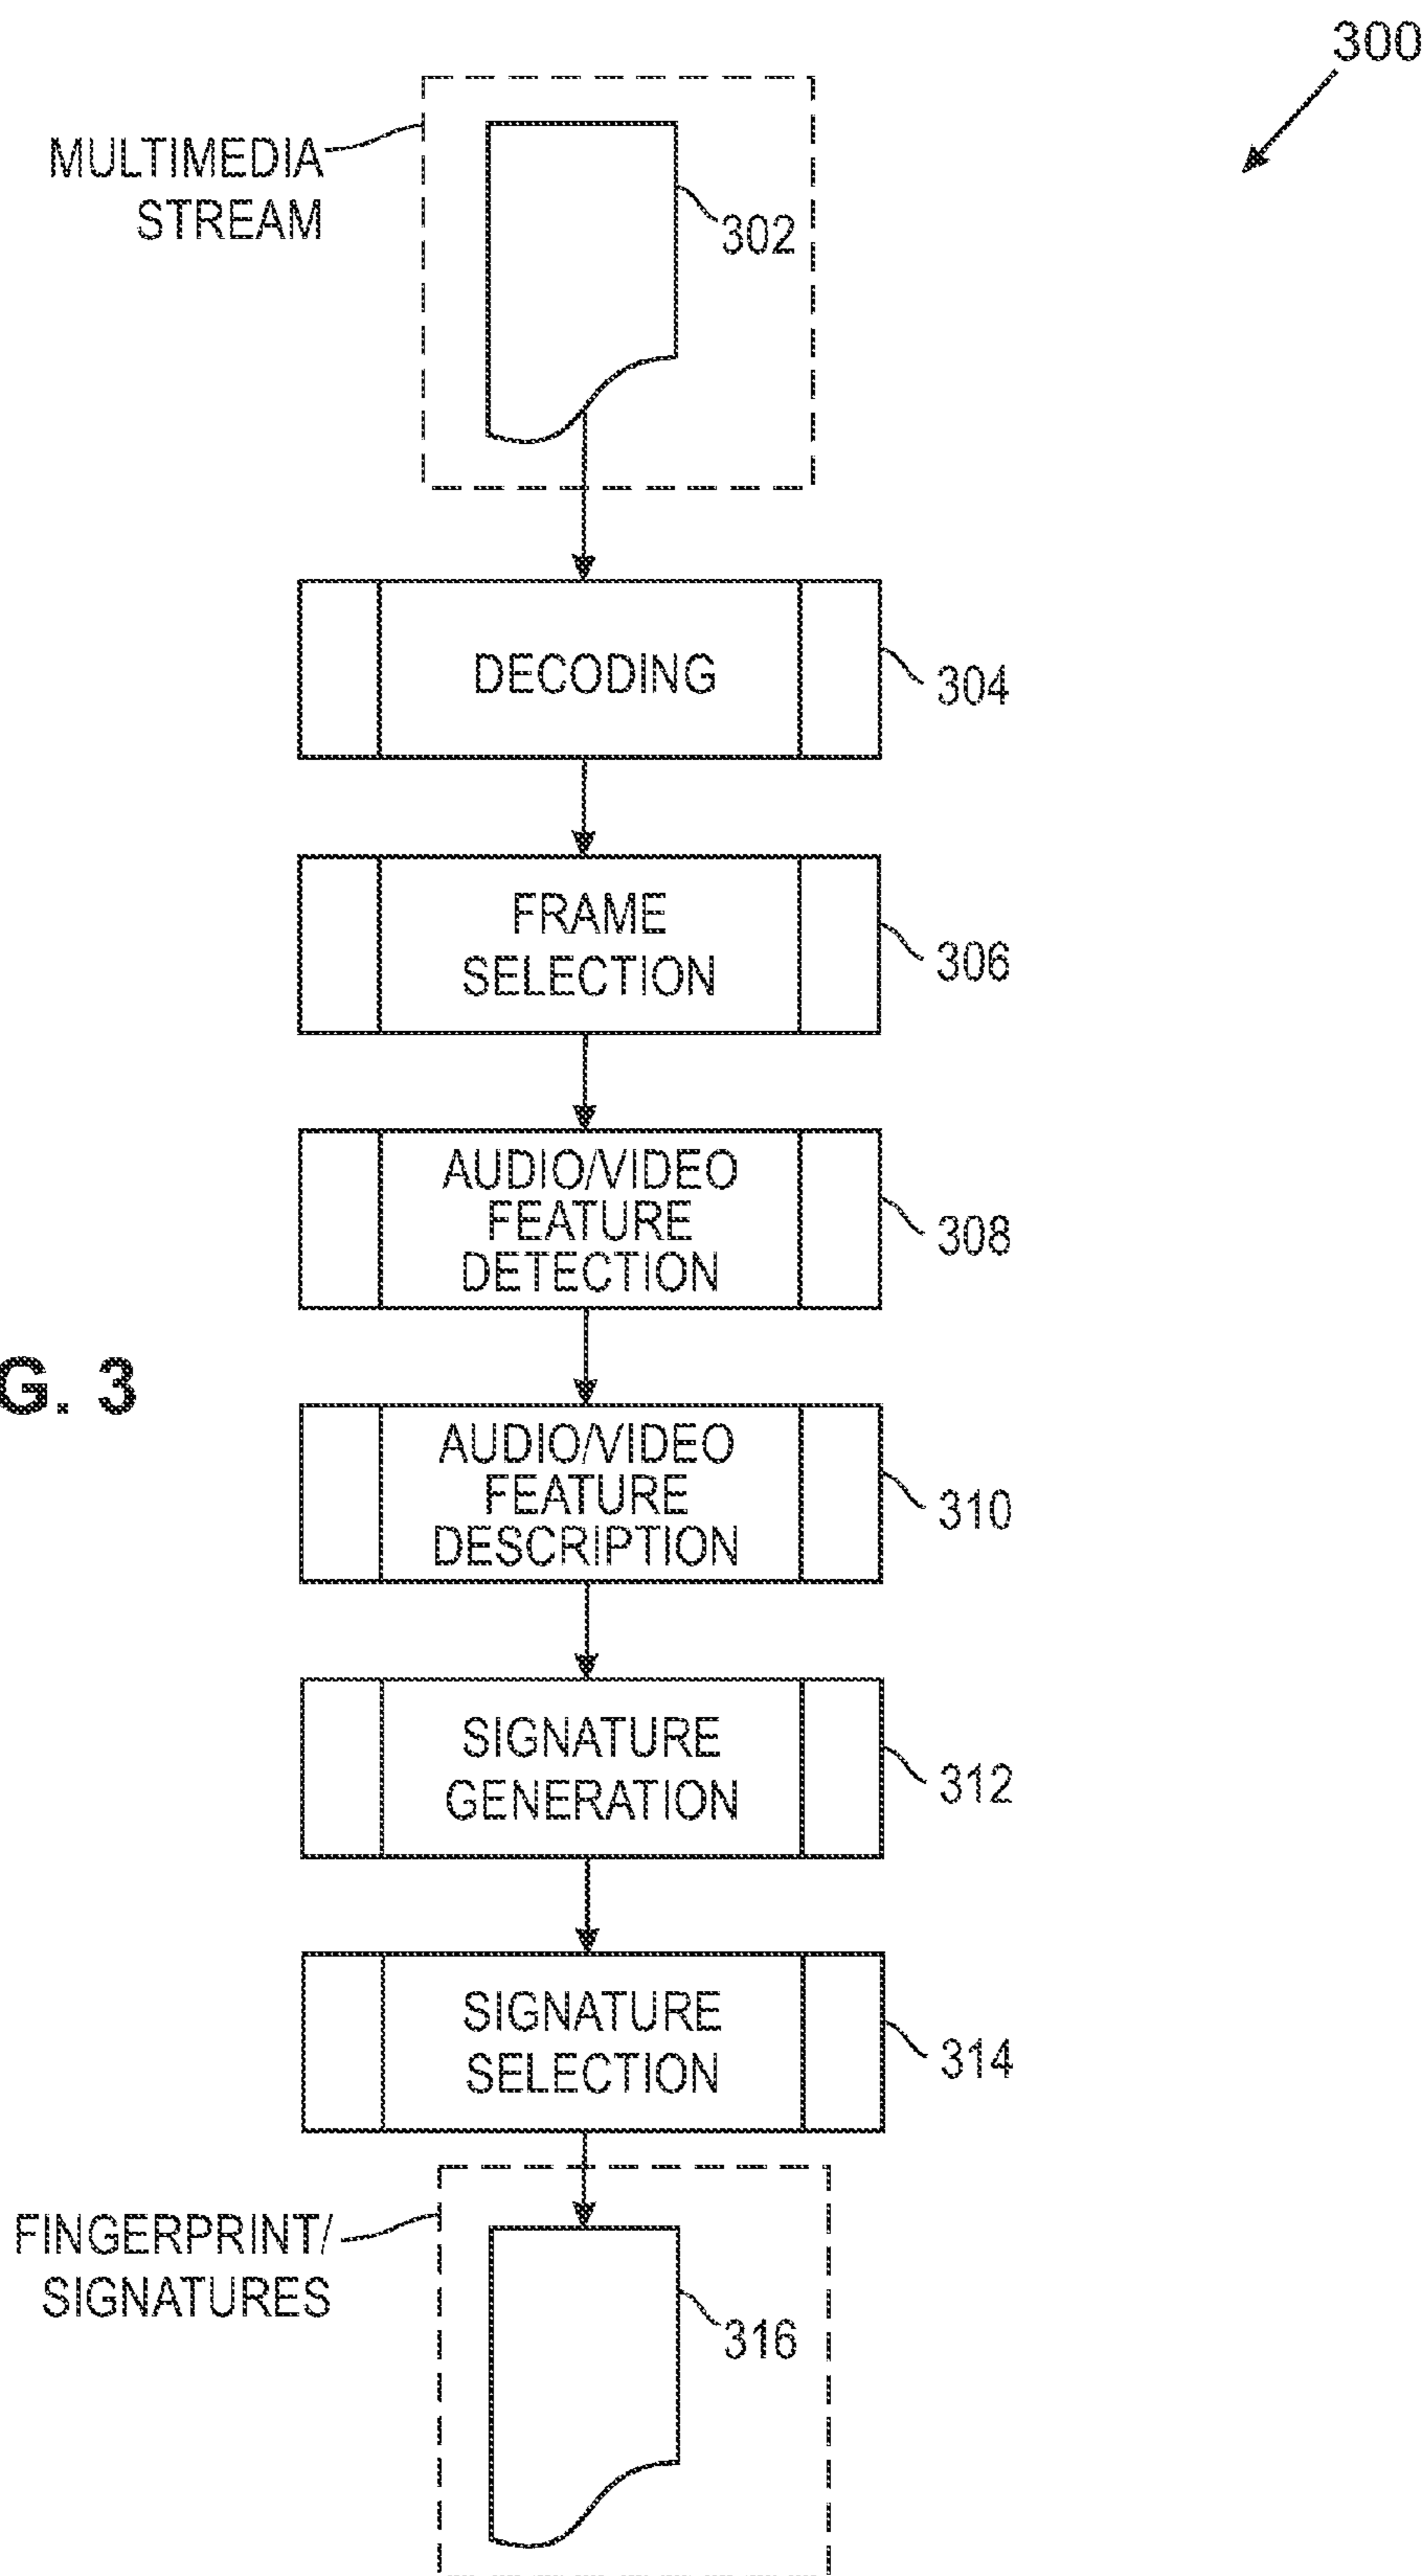 300
MULTIMEDIA
STREAM
302
DECODING
304
FRAME
SELECTION
306
AUDIO/VIDEO
FEATURE
DETECTION
308
G. 3
AUDIO/VIDEO
FEATURE
DESCRIPTION
310
SIGNATURE
GENERATION
312
SIGNATURE
SELECTION
314
FINGERPRINT/
SIGNATURES
316